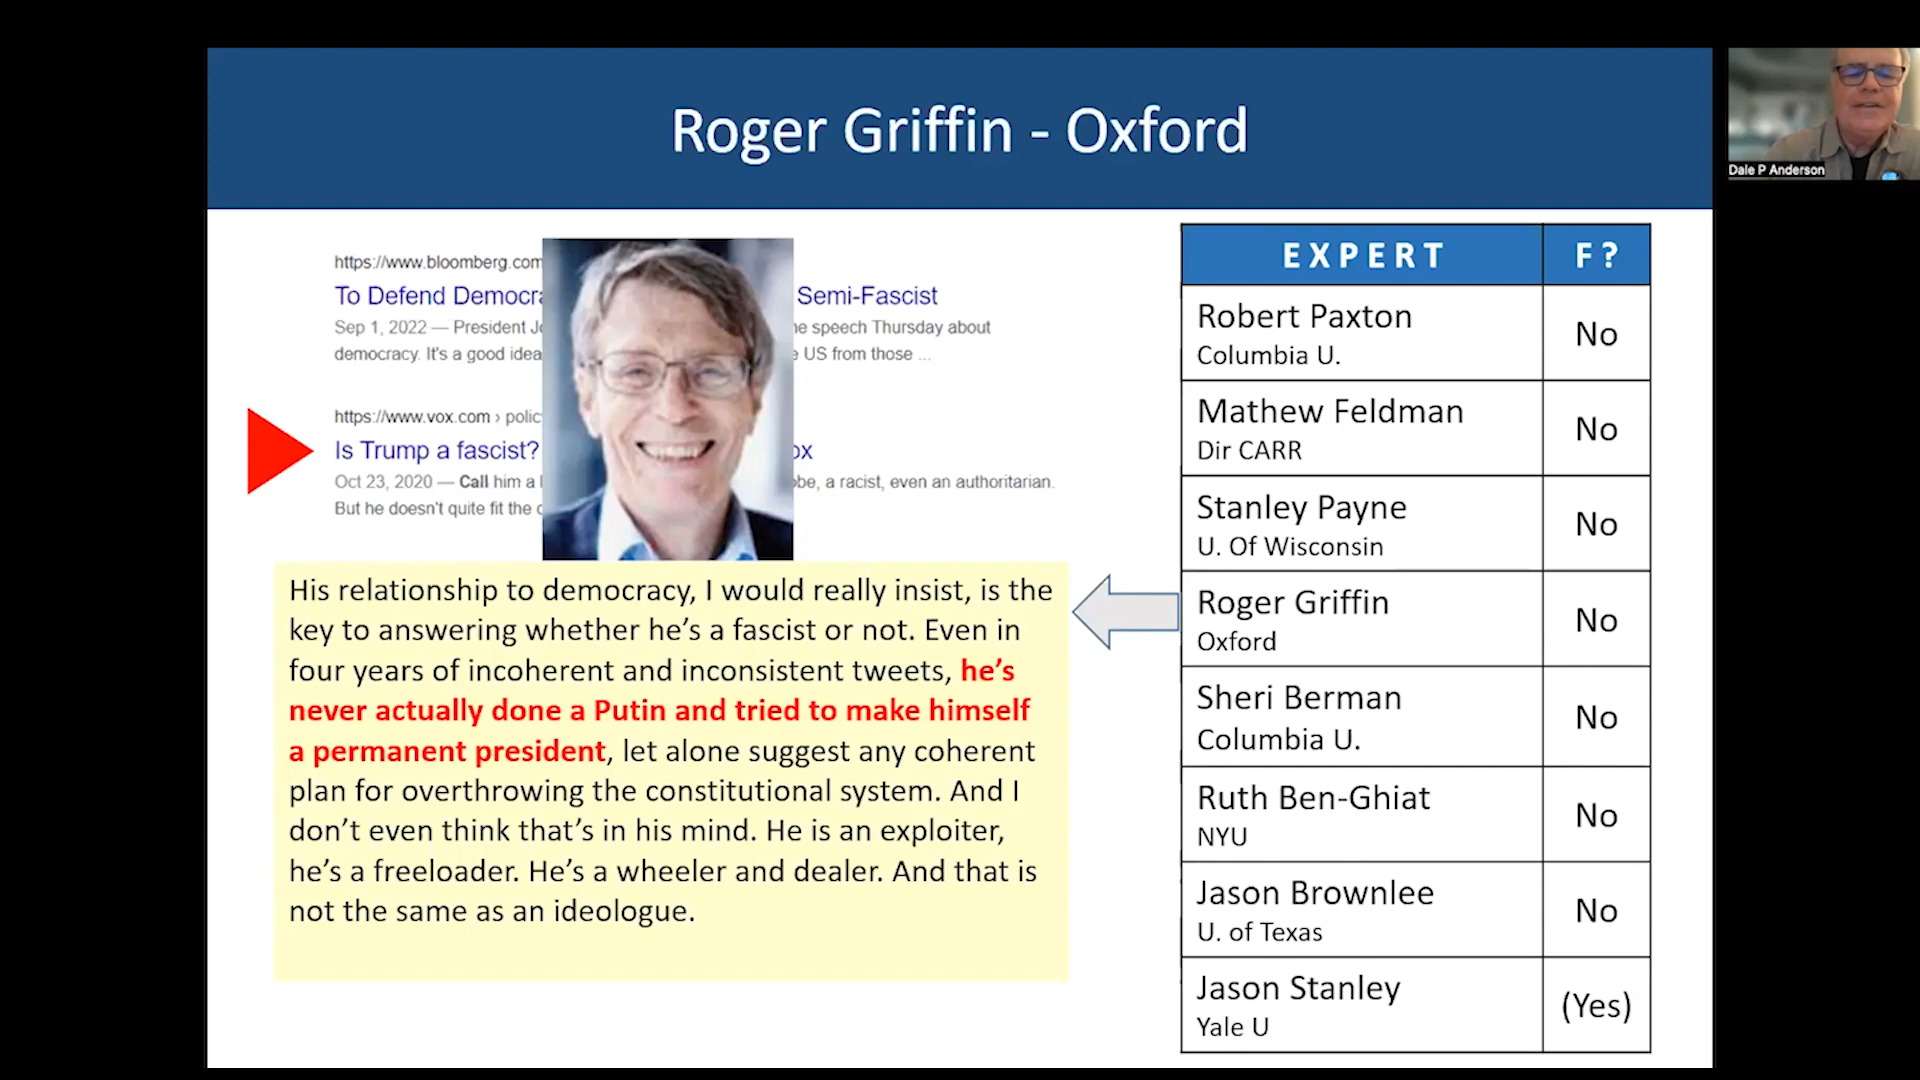 Roger Griffin - Oxford
Dale P Anderson
https://www.bloomberg.com
To Defend Democra Semi-Fascist
Sep 1, 2022 — President Jo he speech Thursday about
democracy. It's a good idea US from those ...
https://www.vox.com › polic
Is Trump a fascist? ox
Oct 23, 2020 — Call him a obe, a racist, even an authoritarian.
But he doesn't quite fit the
His relationship to democracy, I would really insist, is the
key to answering whether he’s a fascist or not. Even in
four years of incoherent and inconsistent tweets, he’s
never actually done a Putin and tried to make himself
a permanent president, let alone suggest any coherent
plan for overthrowing the constitutional system. And I
don’t even think that’s in his mind. He is an exploiter,
he’s a freeloader. He’s a wheeler and dealer. And that is
not the same as an ideologue.
EXPERT F?
Robert Paxton
Columbia U.
No
Mathew Feldman
Dir CARR
No
Stanley Payne
U. Of Wisconsin
No
Roger Griffin
Oxford
No
Sheri Berman
Columbia U.
No
Ruth Ben-Ghiat
NYU
No
Jason Brownlee
U. of Texas
No
Jason Stanley
Yale U
(Yes)